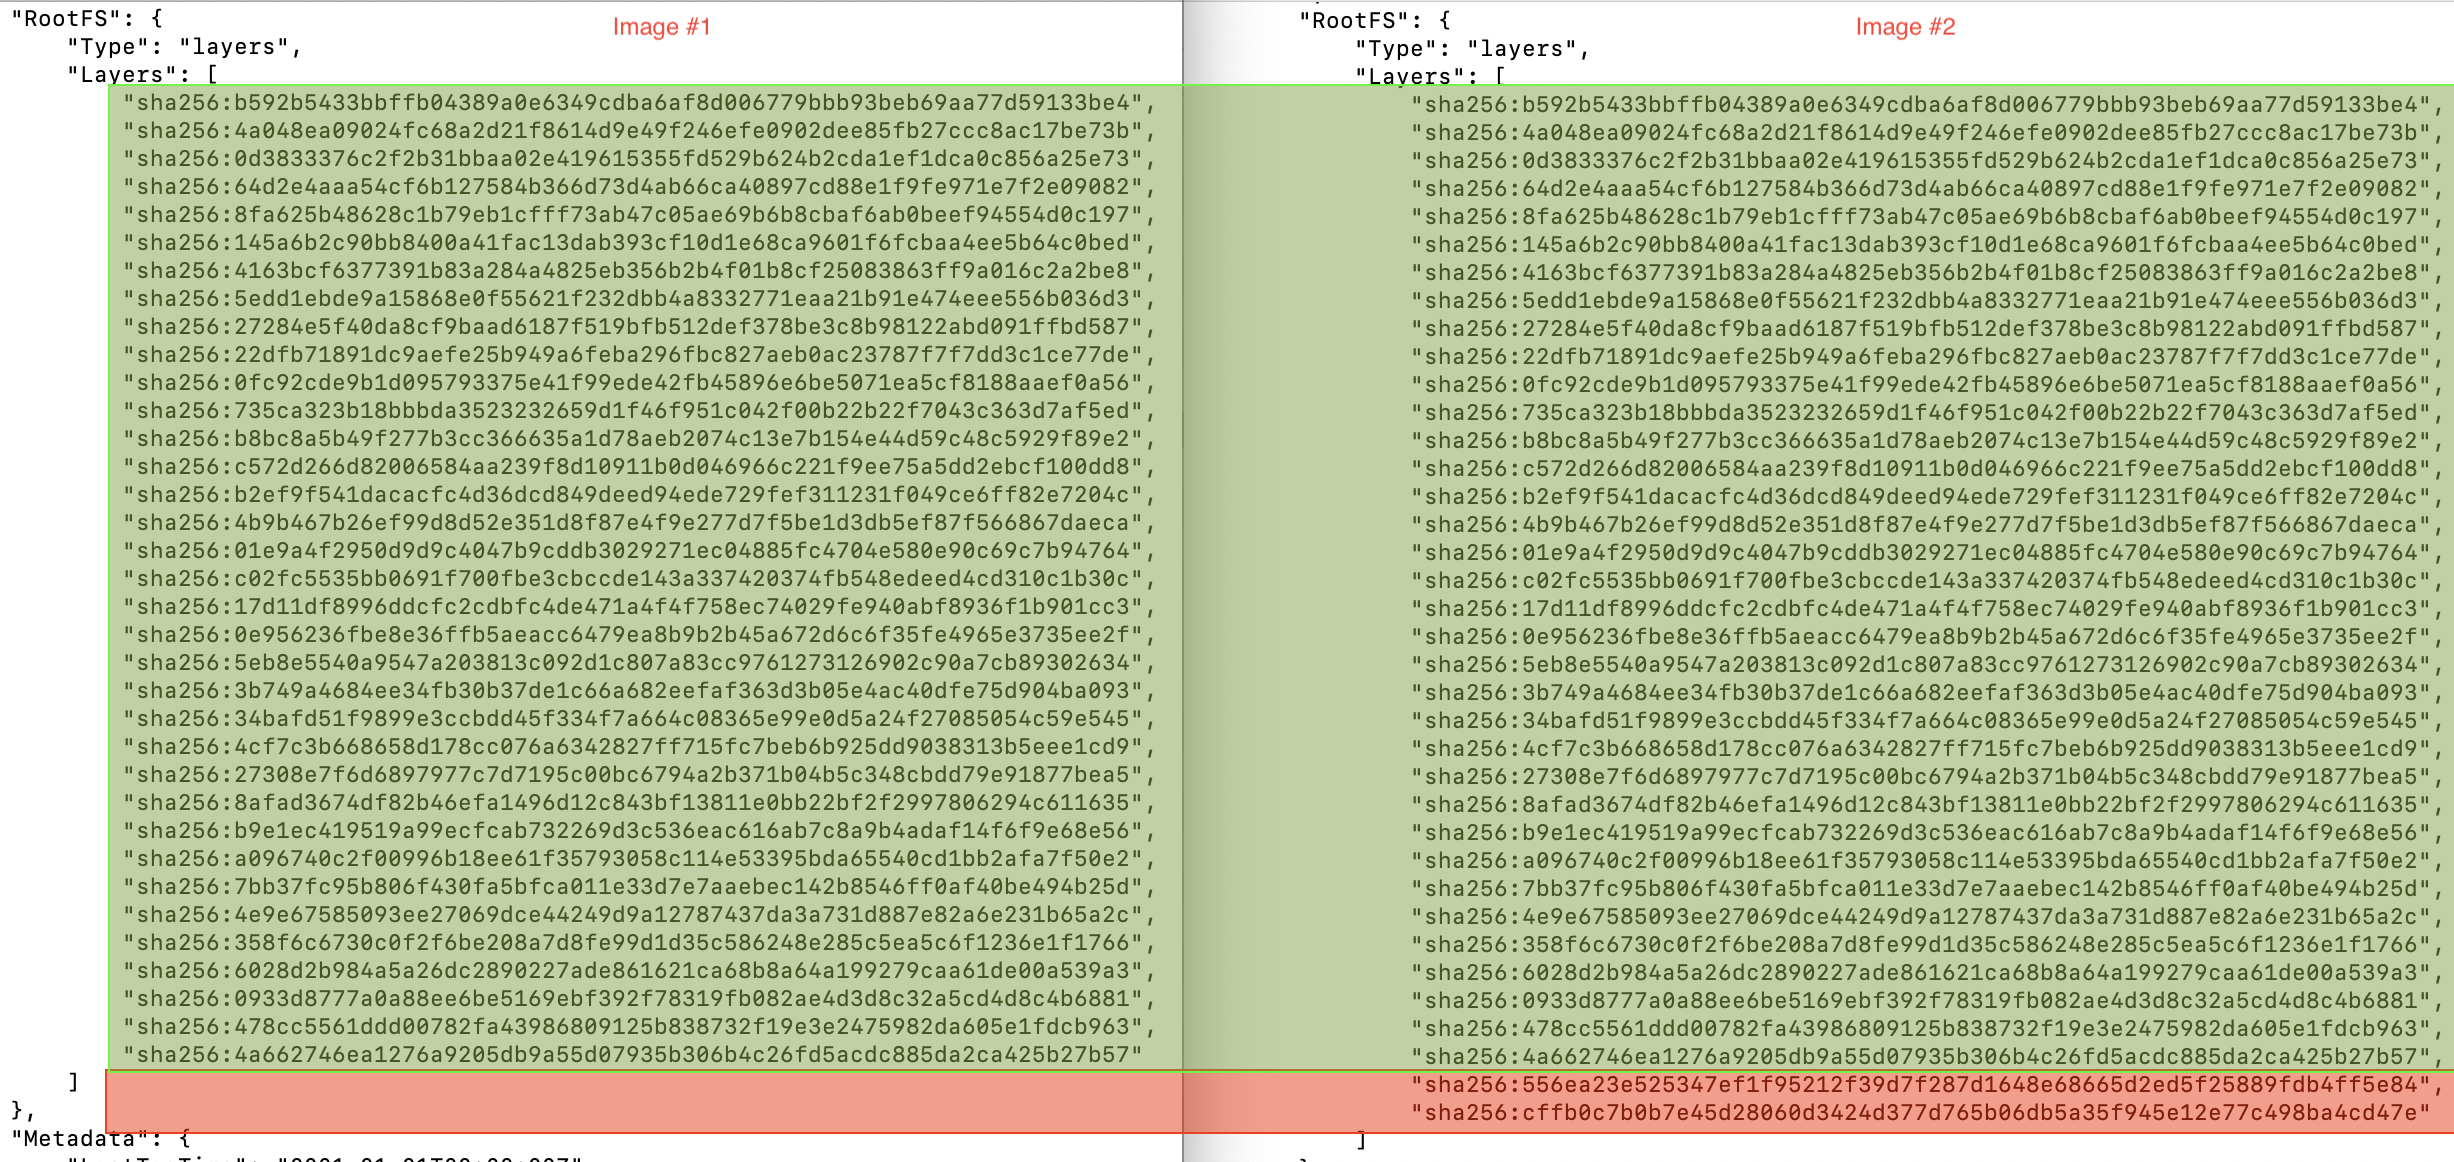 "RootFS": {
Image #1
"Type": "layers",
"Layers": [
"sha256:b592b5433bbffb04389a0e6349cdba6af8d006779bbb93beb69aa77d59133be4",
"sha256:4a048ea09024fc68a2d21f8614d9e49f246efe0902dee85fb27ccc8ac17be73b",
"sha256:0d3833376c2f2b31bbaa02e419615355fd529b624b2cda1ef1dca0c856a25e73",
"sha256:64d2e4aaa54cf6b127584b366d73d4ab66ca40897cd88e1f9fe971e7f2e09082",
"sha256:8fa625b48628c1b79eb1cfff73ab47c05ae69b6b8cbaf6ab0beef94554d0c197",
"sha256:145a6b2c90bb8400a41fac13dab393cf10d1e68ca9601f6fcbaa4ee5b64c0bed",
"sha256:4163bcf6377391b83a284a4825eb356b2b4f01b8cf25083863ff9a016c2a2be8",
"sha256:5edd1ebde9a15868e0f55621f232dbb4a8332771eaa21b91e474eee556b036d3",
"sha256:27284e5f40da8cf9baad6187f519bfb512def378be3c8b98122abd091ffbd587",
"sha256:22dfb71891dc9aefe25b949a6feba296fbc827aeb0ac23787f7f7dd3c1ce77de",
"sha256:0fc92cde9b1d095793375e41f99ede42fb45896e6be5071ea5cf8188aaef0a56",
"sha256:735ca323b18bbbda3523232659d1f46f951c042f00b22b22f7043c363d7af5ed",
"sha256:b8bc8a5b49f277b3cc366635a1d78aeb2074c13e7b154e44d59c48c5929f89e2",
"sha256:c572d266d82006584aa239f8d10911b0d046966c221f9ee75a5dd2ebcf100dd8",
"sha256:b2ef9f541dacacfc4d36dcd849deed94ede729fef311231f049ce6ff82e7204c",
"sha256:4b9b467b26ef99d8d52e351d8f87e4f9e277d7f5be1d3db5ef87f566867daeca",
"sha256:01e9a4f2950d9d9c4047b9cddb3029271ec04885fc4704e580e90c69c7b94764",
"sha256:c02fc5535bb0691f700fbe3cbccde143a337420374fb548edeed4cd310c1b30c",
"sha256:17d11df8996ddcfc2cdbfc4de471a4f4f758ec74029fe940abf8936f1b901cc3",
"sha256:0e956236fbe8e36ffb5aeacc6479ea8b9b2b45a672d6c6f35fe4965e3735ee2f",
"sha256:5eb8e5540a9547a203813c092d1c807a83cc9761273126902c90a7cb89302634",
"sha256:3b749a4684ee34fb30b37de1c66a682eefaf363d3b05e4ac40dfe75d904ba093",
"sha256:34bafd51f9899e3ccbdd45f334f7a664c08365e99e0d5a24f27085054c59e545",
"sha256:4cf7c3b668658d178cc076a6342827ff715fc7beb6b925dd9038313b5eee1cd9",
"sha256:27308e7f6d6897977c7d7195c00bc6794a2b371b04b5c348cbdd79e91877bea5",
"sha256:8afad3674df82b46efa1496d12c843bf13811e0bb22bf2f2997806294c611635",
"sha256:b9e1ec419519a99ecfcab732269d3c536eac616ab7c8a9b4adaf14f6f9e68e56",
"sha256:a096740c2f00996b18ee61f35793058c114e53395bda65540cd1bb2afa7f50e2",
"sha256:7bb37fc95b806f430fa5bfca011e33d7e7aaebec142b8546ff0af40be494b25d",
"sha256:4e9e67585093ee27069dce44249d9a12787437da3a731d887e82a6e231b65a2c",
"sha256:358f6c6730c0f2f6be208a7d8fe99d1d35c586248e285c5ea5c6f1236e1f1766",
"sha256:6028d2b984a5a26dc2890227ade861621ca68b8a64a199279caa61de00a539a3",
"sha256:0933d8777a0a88ee6be5169ebf392f78319fb082ae4d3d8c32a5cd4d8c4b6881",
"sha256:478cc5561ddd00782fa43986809125b838732f19e3e2475982da605e1fdcb963",
"sha256:4a662746ea1276a9205db9a55d07935b306b4c26fd5acdc885da2ca425b27b57"
]
},
"Metadata": {
"RootFS": {
Image #2
"Type": "layers",
"Layers": [
"sha256:b592b5433bbffb04389a0e6349cdba6af8d006779bbb93beb69aa77d59133be4",
"sha256:4a048ea09024fc68a2d21f8614d9e49f246efe0902dee85fb27ccc8ac17be73b",
"sha256:0d3833376c2f2b31bbaa02e419615355fd529b624b2cda1ef1dca0c856a25e73",
"sha256:64d2e4aaa54cf6b127584b366d73d4ab66ca40897cd88e1f9fe971e7f2e09082",
"sha256:8fa625b48628c1b79eb1cfff73ab47c05ae69b6b8cbaf6ab0beef94554d0c197",
"sha256:145a6b2c90bb8400a41fac13dab393cf10d1e68ca9601f6fcbaa4ee5b64c0bed",
"sha256:4163bcf6377391b83a284a4825eb356b2b4f01b8cf25083863ff9a016c2a2be8",
"sha256:5edd1ebde9a15868e0f55621f232dbb4a8332771eaa21b91e474eee556b036d3",
"sha256:27284e5f40da8cf9baad6187f519bfb512def378be3c8b98122abd091ffbd587",
"sha256:22dfb71891dc9aefe25b949a6feba296fbc827aeb0ac23787f7f7dd3c1ce77de",
"sha256:0fc92cde9b1d095793375e41f99ede42fb45896e6be5071ea5cf8188aaef0a56",
"sha256:735ca323b18bbbda3523232659d1f46f951c042f00b22b22f7043c363d7af5ed",
"sha256:b8bc8a5b49f277b3cc366635a1d78aeb2074c13e7b154e44d59c48c5929f89e2",
"sha256:c572d266d82006584aa239f8d10911b0d046966c221f9ee75a5dd2ebcf100dd8",
"sha256:b2ef9f541dacacfc4d36dcd849deed94ede729fef311231f049ce6ff82e7204c",
"sha256:4b9b467b26ef99d8d52e351d8f87e4f9e277d7f5be1d3db5ef87f566867daeca",
"sha256:01e9a4f2950d9d9c4047b9cddb3029271ec04885fc4704e580e90c69c7b94764",
"sha256:c02fc5535bb0691f700fbe3cbccde143a337420374fb548edeed4cd310c1b30c",
"sha256:17d11df8996ddcfc2cdbfc4de471a4f4f758ec74029fe940abf8936f1b901cc3",
"sha256:0e956236fbe8e36ffb5aeacc6479ea8b9b2b45a672d6c6f35fe4965e3735ee2f",
"sha256:5eb8e5540a9547a203813c092d1c807a83cc9761273126902c90a7cb89302634",
"sha256:3b749a4684ee34fb30b37de1c66a682eefaf363d3b05e4ac40dfe75d904ba093",
"sha256:34bafd51f9899e3ccbdd45f334f7a664c08365e99e0d5a24f27085054c59e545",
"sha256:4cf7c3b668658d178cc076a6342827ff715fc7beb6b925dd9038313b5eee1cd9",
"sha256:27308e7f6d6897977c7d7195c00bc6794a2b371b04b5c348cbdd79e91877bea5",
"sha256:8afad3674df82b46efa1496d12c843bf13811e0bb22bf2f2997806294c611635",
"sha256:b9e1ec419519a99ecfcab732269d3c536eac616ab7c8a9b4adaf14f6f9e68e56",
"sha256:a096740c2f00996b18ee61f35793058c114e53395bda65540cd1bb2afa7f50e2",
"sha256:7bb37fc95b806f430fa5bfca011e33d7e7aaebec142b8546ff0af40be494b25d",
"sha256:4e9e67585093ee27069dce44249d9a12787437da3a731d887e82a6e231b65a2c",
"sha256:358f6c6730c0f2f6be208a7d8fe99d1d35c586248e285c5ea5c6f1236e1f1766",
"sha256:6028d2b984a5a26dc2890227ade861621ca68b8a64a199279caa61de00a539a3",
"sha256:0933d8777a0a88ee6be5169ebf392f78319fb082ae4d3d8c32a5cd4d8c4b6881",
"sha256:478cc5561ddd00782fa43986809125b838732f19e3e2475982da605e1fdcb963",
"sha256:4a662746ea1276a9205db9a55d07935b306b4c26fd5acdc885da2ca425b27b57",
"sha256:556ea23e525347ef1f95212f39d7f287d1648e68665d2ed5f25889fdb4ff5e84",
"sha256:cffb0c7b0b7e45d28060d3424d377d765b06db5a35f945e12e77c498ba4cd47e"
]